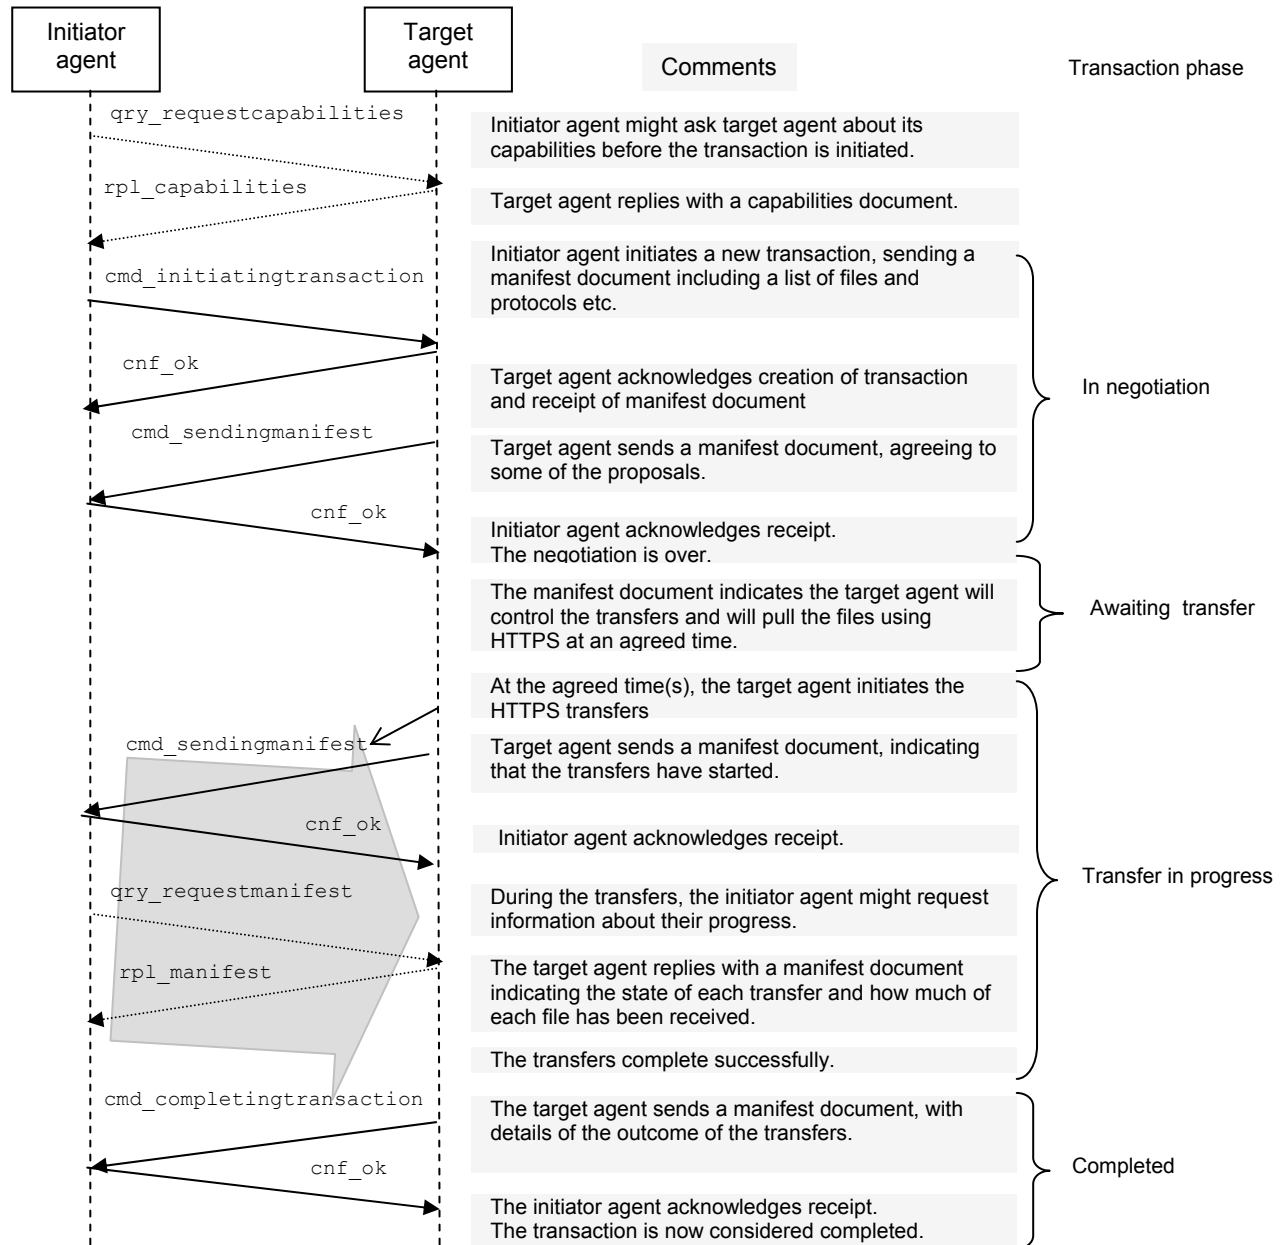 Initiator
agent
Target
agent
Comments
Transaction phase
qry_requestcapabilities
Initiator agent might ask target agent about its
capabilities before the transaction is initiated.
rpl_capabilities
Target agent replies with a capabilities document.
cmd_initiatingtransaction
Initiator agent initiates a new transaction, sending a
manifest document including a list of files and
protocols etc.
cnf_ok
Target agent acknowledges creation of transaction
and receipt of manifest document
In negotiation
cmd_sendingmanifest
Target agent sends a manifest document, agreeing to
some of the proposals.
cnf_ok
Initiator agent acknowledges receipt.
The negotiation is over.
The manifest document indicates the target agent will
control the transfers and will pull the files using
HTTPS at an agreed time.
Awaiting transfer
At the agreed time(s), the target agent initiates the
HTTPS transfers
cmd_sendingmanifest
Target agent sends a manifest document, indicating
that the transfers have started.
cnf_ok
Initiator agent acknowledges receipt.
Transfer in progress
qry_requestmanifest
During the transfers, the initiator agent might request
information about their progress.
rpl_manifest
The target agent replies with a manifest document
indicating the state of each transfer and how much of
each file has been received.
The transfers complete successfully.
cmd_completingtransaction
The target agent sends a manifest document, with
details of the outcome of the transfers.
cnf_ok
Completed
The initiator agent acknowledges receipt.
The transaction is now considered completed.